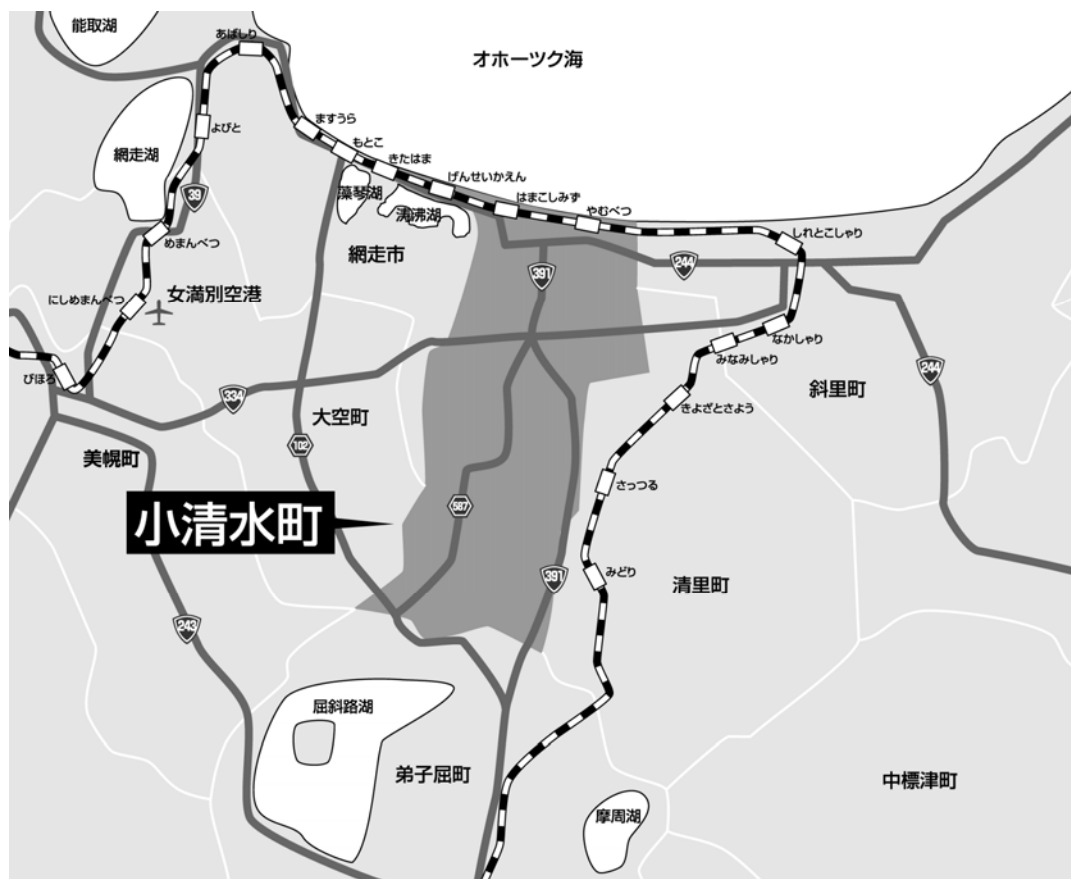 能取湖
あばしり
オホーツク海
ますうら
よびと
もとこ
網走湖
きたはま
げんせいかえん
39
藻琴湖
はまこしみず
濤沸湖
やむべつ
めまんべつ
しれとこしゃり
網走市
391
244
女満別空港
にしめまんべつ
なかしゃり
みなみしゃり
びほろ
244
334
斜里町
きよさとさよう
大空町
102
美幌町
さっつる
587
小清水町
みどり
391
清里町
243
屈斜路湖
弟子屈町
中標津町
摩周湖